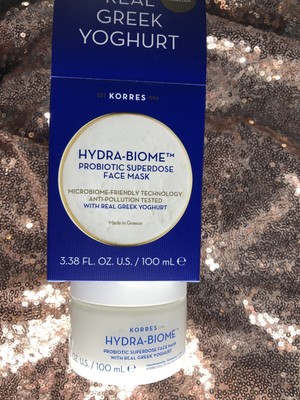 REAL
GREEK
YOGHURT
KORRES
HYDRA-BIOME™
PROBIOTIC SUPERDOSE
FACE MASK
MICROBIOME-FRIENDLY TECHNOLOGY
ANTI-POLLUTION TESTED
WITH REAL GREEK YOGHURT
Made in Greece
3.38 FL. OZ. U.S. / 100 mL ℮
KORRES
HYDRA-BIOME™
PROBIOTIC SUPERDOSE FACE MASK
WITH REAL GREEK YOGHURT
U.S. / 100 mL ℮